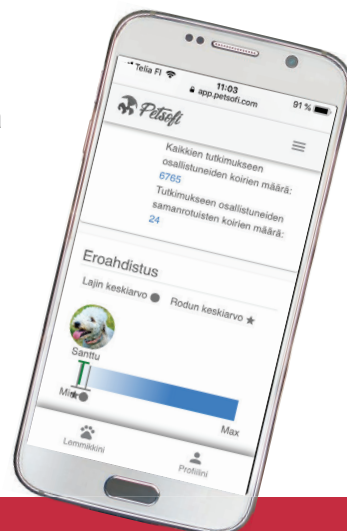 Telia FI 11:03 91 %
app.petsofi.com
Petsofi
Kaikkien tutkimukseen
osallistuneiden koirien määrä:
6765
Tutkimukseen osallistuneiden
samanrotuisten koirien määrä:
24
Eroahdistus
Lajin keskiarvo Rodun keskiarvo
Santtu
Min
Max
Lemmikkini
Profiilini